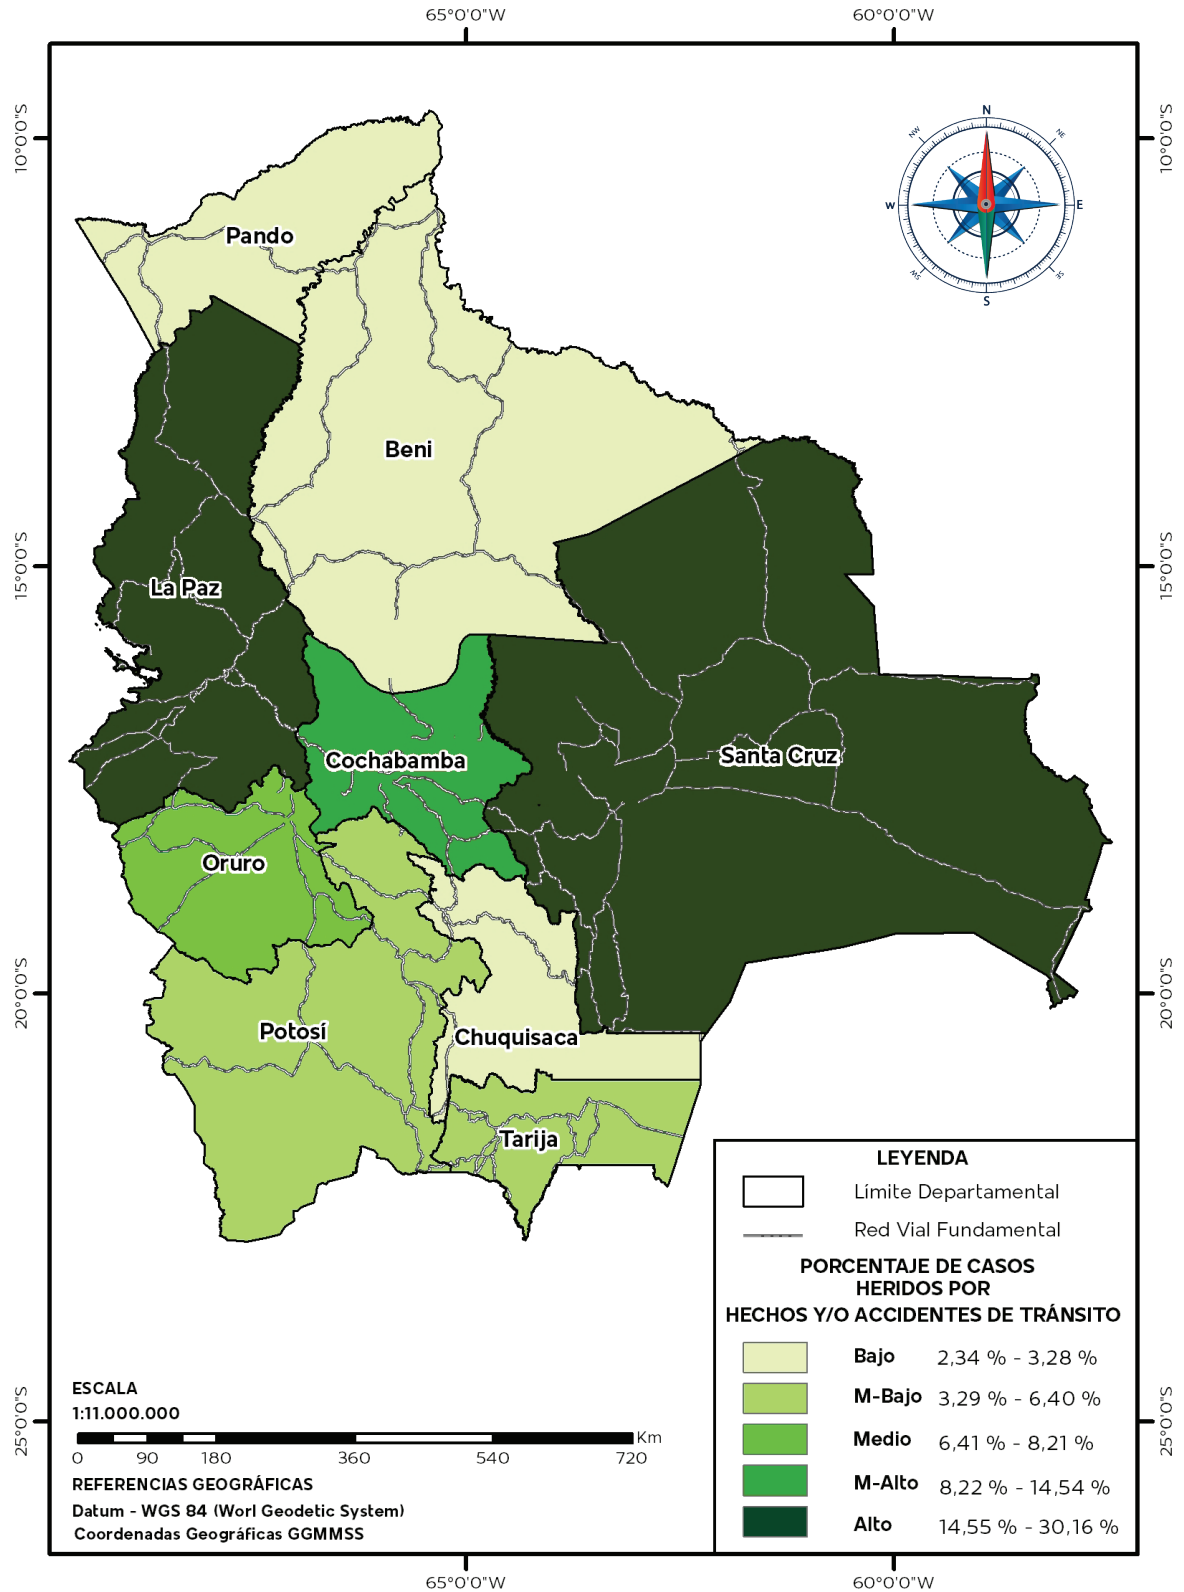 65°0'0"W
60°0'0"W
10°0'0"S
10°0'0"S
N
NW
NE
W
E
SW
SE
S
Pando
Beni
15°0'0"S
15°0'0"S
La Paz
Cochabamba
Santa Cruz
Oruro
20°0'0"S
20°0'0"S
Potosí
Chuquisaca
Tarija
LEYENDA
Límite Departamental
Red Vial Fundamental
PORCENTAJE DE CASOS
HERIDOS POR
HECHOS Y/O ACCIDENTES DE TRÁNSITO
Bajo 2,34 % - 3,28 %
M-Bajo 3,29 % - 6,40 %
Medio 6,41 % - 8,21 %
M-Alto 8,22 % - 14,54 %
Alto 14,55 % - 30,16 %
25°0'0"S
25°0'0"S
ESCALA
1:11.000.000
Km
0 90 180 360 540 720
REFERENCIAS GEOGRÁFICAS
Datum - WGS 84 (Worl Geodetic System)
Coordenadas Geográficas GGMMSS
65°0'0"W
60°0'0"W